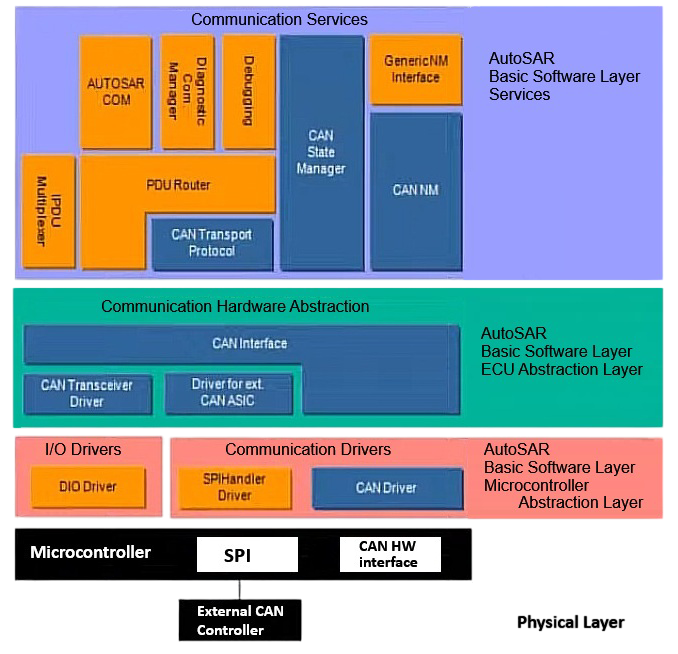 Communication Services
AUTOSAR
COM
Diagnostic
Com...
Manager
Debugging
CAN
State
Manager
GenericNM
Interface
CAN NM
IPDU
Multiplexer
PDU Router
CAN Transport
Protocol
AutoSAR
Basic Software Layer
Services
Communication Hardware Abstraction
CAN Interface
CAN Transceiver
Driver
Driver for ext.
CAN ASIC
AutoSAR
Basic Software Layer
ECU Abstraction Layer
I/O Drivers
DIO Driver
Communication Drivers
SPIHandler
Driver
CAN Driver
AutoSAR
Basic Software Layer
Microcontroller
Abstraction Layer
Microcontroller
SPI
CAN HW
interface
External CAN
Controller
Physical Layer